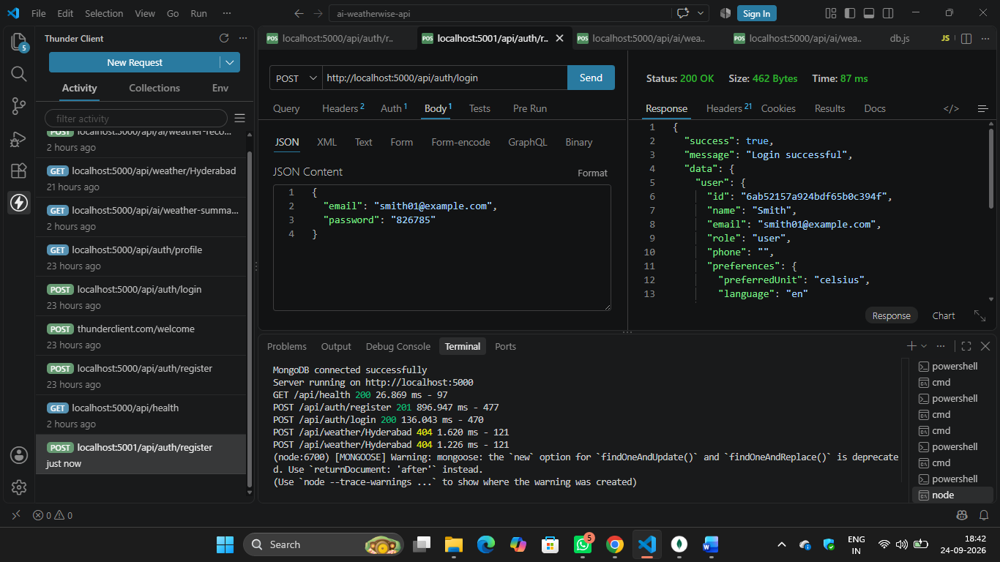 File Edit Selection View Go Run ··· ai-weatherwise-api Sign In
5
Thunder Client
New Request
Activity Collections Env
filter activity
POST localhost:5000/api/ai/weather-reco...
2 hours ago
GET localhost:5000/api/weather/Hyderabad
21 hours ago
GET localhost:5000/api/ai/weather-summa...
2 hours ago
GET localhost:5000/api/auth/profile
23 hours ago
POST localhost:5000/api/auth/login
23 hours ago
POST thunderclient.com/welcome
23 hours ago
POST localhost:5000/api/auth/register
23 hours ago
GET localhost:5000/api/health
2 hours ago
POST localhost:5001/api/auth/register
just now
POS localhost:5000/api/auth/r.. POS localhost:5001/api/auth/r.. POS localhost:5000/api/ai/wea.. POS localhost:5000/api/ai/wea.. db.js JS
POST http://localhost:5000/api/auth/login Send
Query Headers 2 Auth 1 Body 1 Tests Pre Run
JSON XML Text Form Form-encode GraphQL Binary
JSON Content Format
1 {
2 "email": "smith01@example.com",
3 "password": "826785"
4 }
Status: 200 OK Size: 462 Bytes Time: 87 ms
Response Headers 21 Cookies Results Docs </>
1 {
2 "success": true,
3 "message": "Login successful",
4 "data": {
5 "user": {
6 "id": "6ab52157a924bdf65b0c394f",
7 "name": "Smith",
8 "email": "smith01@example.com",
9 "role": "user",
10 "phone": "",
11 "preferences": {
12 "preferredUnit": "celsius",
13 "language": "en"
Response Chart
Problems Output Debug Console Terminal Ports
MongoDB connected successfully
Server running on http://localhost:5000
GET /api/health 200 26.869 ms - 97
POST /api/auth/register 201 896.947 ms - 477
POST /api/auth/login 200 136.043 ms - 470
POST /api/weather/Hyderabad 404 1.620 ms - 121
POST /api/weather/Hyderabad 404 1.226 ms - 121
(node:6700) [MONGOOSE] Warning: mongoose: the `new` option for `findOneAndUpdate()` and `findOneAndReplace()` is deprecate
d. Use `returnDocument: 'after'` instead.
(Use `node --trace-warnings ...` to show where the warning was created)
powershell
cmd
powershell
cmd
cmd
powershell
cmd
powershell
node
0 0
Search
5
ENG
IN
18:42
24-09-2026